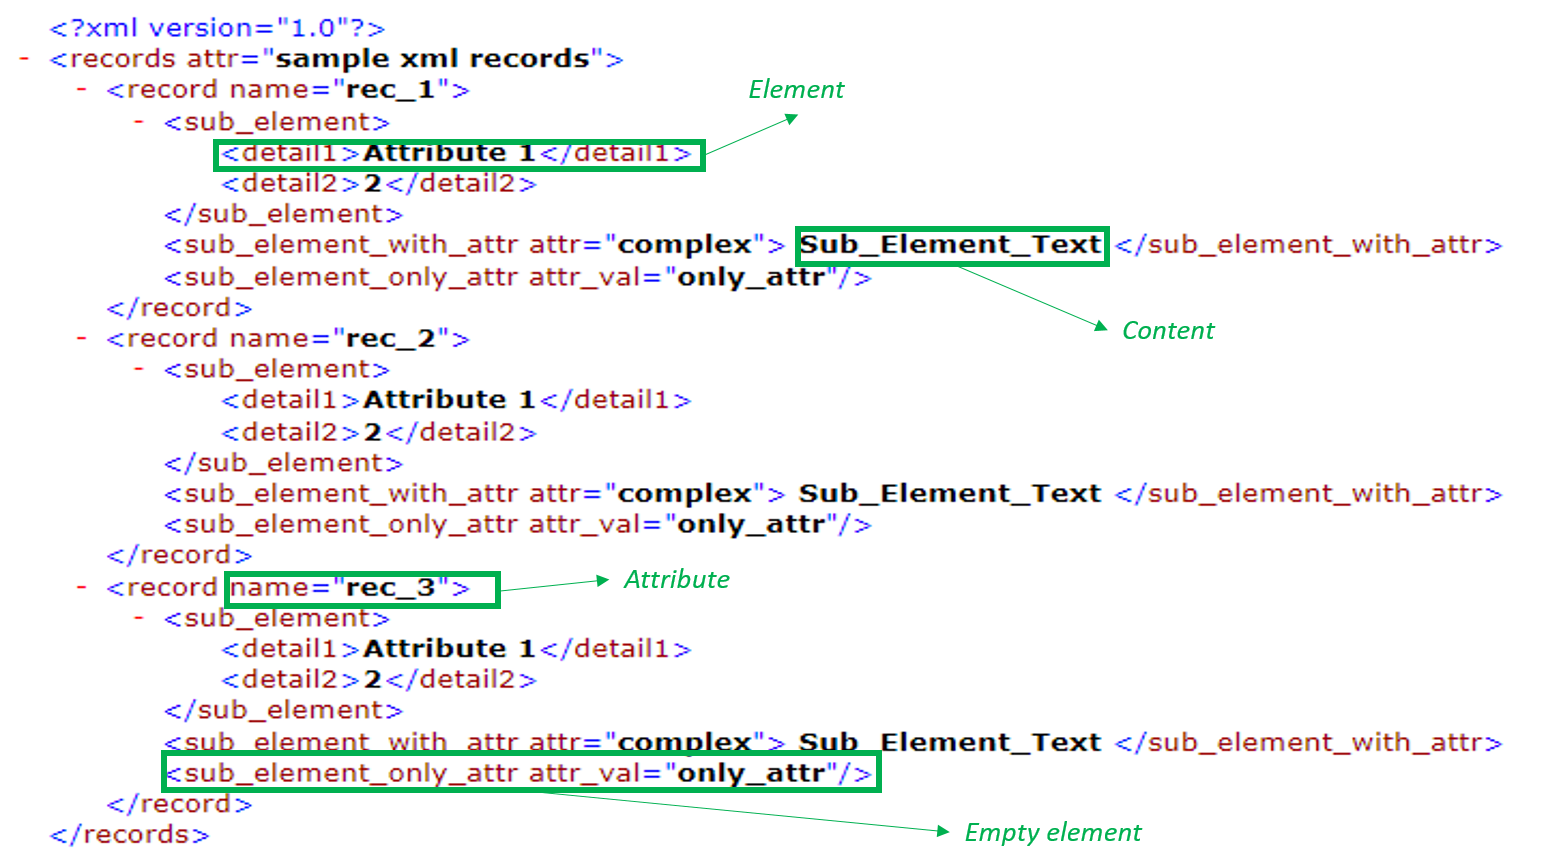 <?xml version="1.0"?>
- <records attr="sample xml records">
- <record name="rec_1">
Element
- <sub_element>
<detail1>Attribute 1</detail1>
<detail2>2</detail2>
</sub_element>
<sub_element_with_attr attr="complex"> Sub_Element_Text </sub_element_with_attr>
<sub_element_only_attr attr_val="only_attr"/>
</record>
Content
- <record name="rec_2">
- <sub_element>
<detail1>Attribute 1</detail1>
<detail2>2</detail2>
</sub_element>
<sub_element_with_attr attr="complex"> Sub_Element_Text </sub_element_with_attr>
<sub_element_only_attr attr_val="only_attr"/>
</record>
- <record name="rec_3">
Attribute
- <sub_element>
<detail1>Attribute 1</detail1>
<detail2>2</detail2>
</sub_element>
<sub_element_with_attr attr="complex"> Sub_Element_Text </sub_element_with_attr>
<sub_element_only_attr attr_val="only_attr"/>
</record>
</records>
Empty element